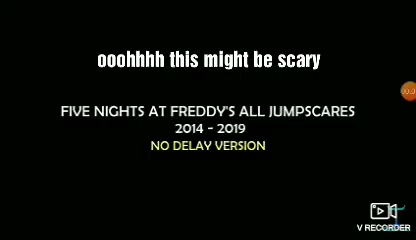 ooohhhh this might be scary
FIVE NIGHTS AT FREDDY'S ALL JUMPSCARES
2014 - 2019
NO DELAY VERSION
V RECORDER